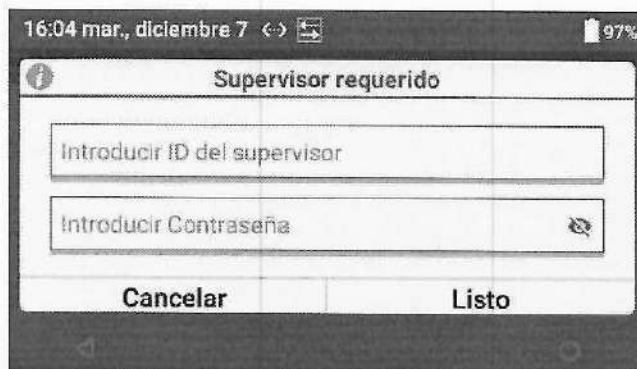 16:04 mar., diciembre 7 97%
Supervisor requerido
Introducir ID del supervisor
Introducir Contraseña
Cancelar Listo